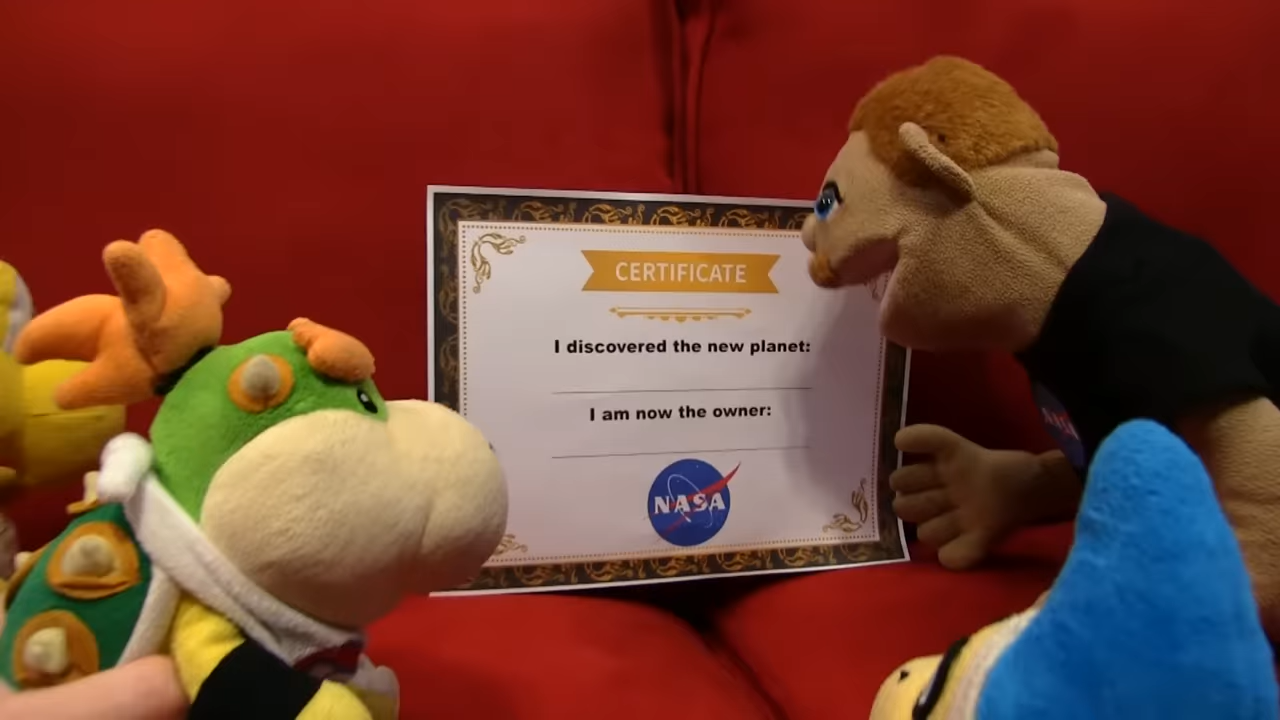 CERTIFICATE
I discovered the new planet:
I am now the owner:
NASA